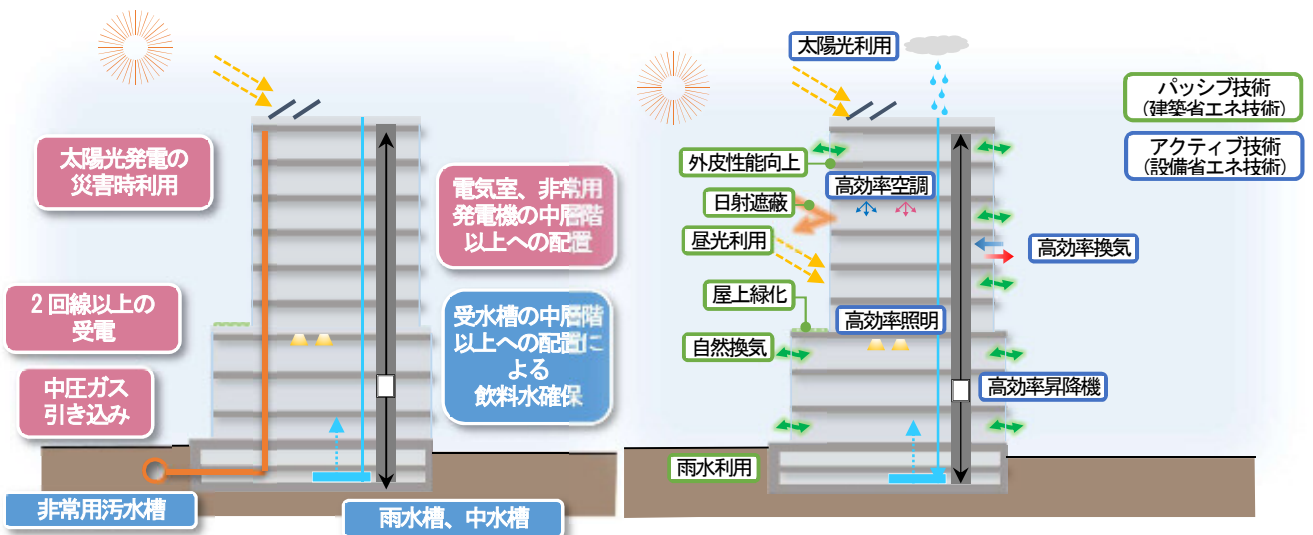 太陽光発電の
災害時利用
電気室、非常用
発電機の中層階
以上への配置
2回線以上の
受電
受水槽の中層階
以上への配置に
よる
飲料水確保
中圧ガス
引き込み
非常用汚水槽
雨水槽、中水槽
太陽光利用
パッシブ技術
(建築省エネ技術)
アクティブ技術
(設備省エネ技術)
外皮性能向上
高効率空調
日射遮蔽
昼光利用
高効率換気
屋上緑化
高効率照明
自然換気
高効率昇降機
雨水利用